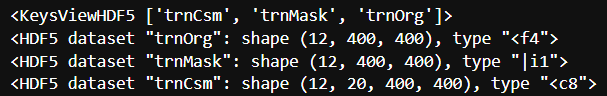 <KeysViewHDF5 ['trnCsm', 'trnMask', 'trnOrg']>
<HDF5 dataset "trnOrg": shape (12, 400, 400), type "<f4">
<HDF5 dataset "trnMask": shape (12, 400, 400), type "|i1">
<HDF5 dataset "trnCsm": shape (12, 20, 400, 400), type "<c8">